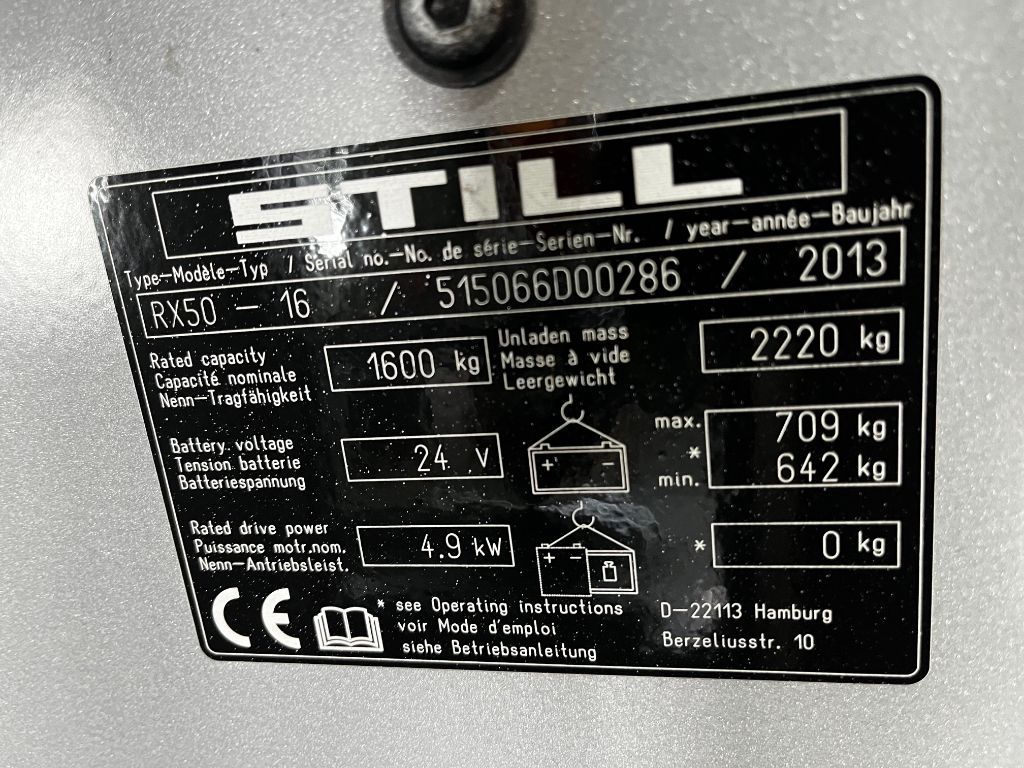 STILL
Type-Modèle-Typ / Serial no.-No. de série-Serien-Nr. / year-année-Baujahr
RX50 - 16 / 515066D00286 / 2013
Rated capacity
Capacité nominale
Nenn-Tragfähigkeit
1600 kg
Unladen mass
Masse à vide
Leergewicht
2220 kg
Battery voltage
Tension batterie
Batteriespannung
24 V
+ -
max.
*
min.
709 kg
642 kg
Rated drive power
Puissance motr.nom.
Nenn-Antriebsleist.
4.9 kW
+ -
*
0 kg
CE
* see Operating instructions
voir Mode d'emploi
siehe Betriebsanleitung
D-22113 Hamburg
Berzeliusstr. 10